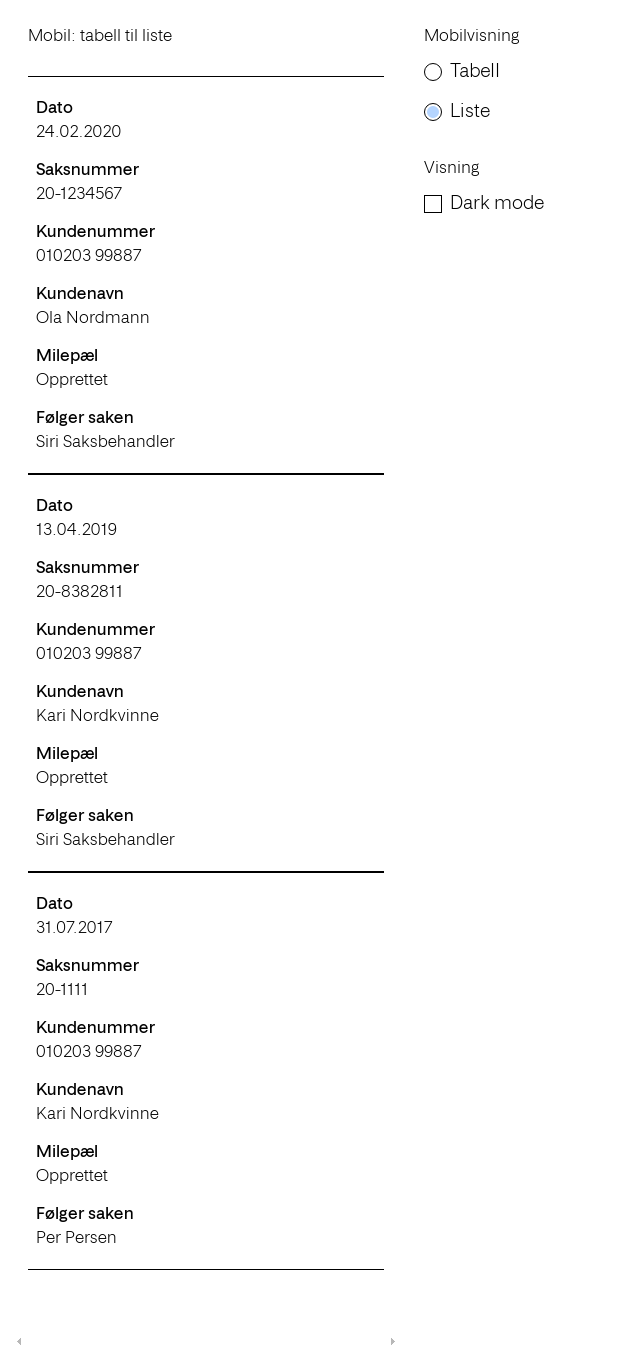 Mobil: tabell til liste
Dato
24.02.2020
Saksnummer
20-1234567
Kundenummer
010203 99887
Kundenavn
Ola Nordmann
Milepæl
Opprettet
Følger saken
Siri Saksbehandler
Dato
13.04.2019
Saksnummer
20-8382811
Kundenummer
010203 99887
Kundenavn
Kari Nordkvinne
Milepæl
Opprettet
Følger saken
Siri Saksbehandler
Dato
31.07.2017
Saksnummer
20-1111
Kundenummer
010203 99887
Kundenavn
Kari Nordkvinne
Milepæl
Opprettet
Følger saken
Per Persen
Mobilvisning
Tabell
Liste
Visning
Dark mode